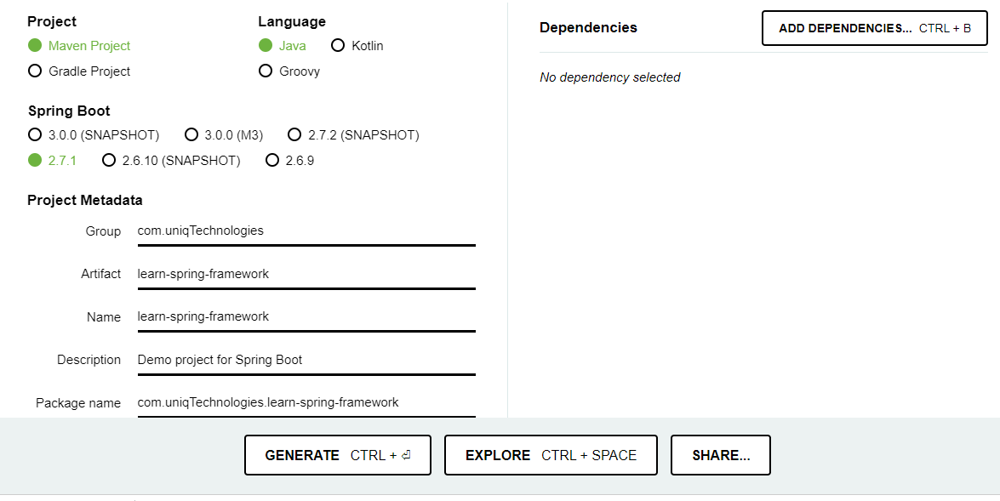 Project
Maven Project
Gradle Project
Language
Java Kotlin
Groovy
Spring Boot
3.0.0 (SNAPSHOT) 3.0.0 (M3) 2.7.2 (SNAPSHOT)
2.7.1 2.6.10 (SNAPSHOT) 2.6.9
Project Metadata
Group com.uniqTechnologies
Artifact learn-spring-framework
Name learn-spring-framework
Description Demo project for Spring Boot
Package name com.uniqTechnologies.learn-spring-framework
Dependencies
ADD DEPENDENCIES... CTRL + B
No dependency selected
GENERATE CTRL + ⏎
EXPLORE CTRL + SPACE
SHARE...